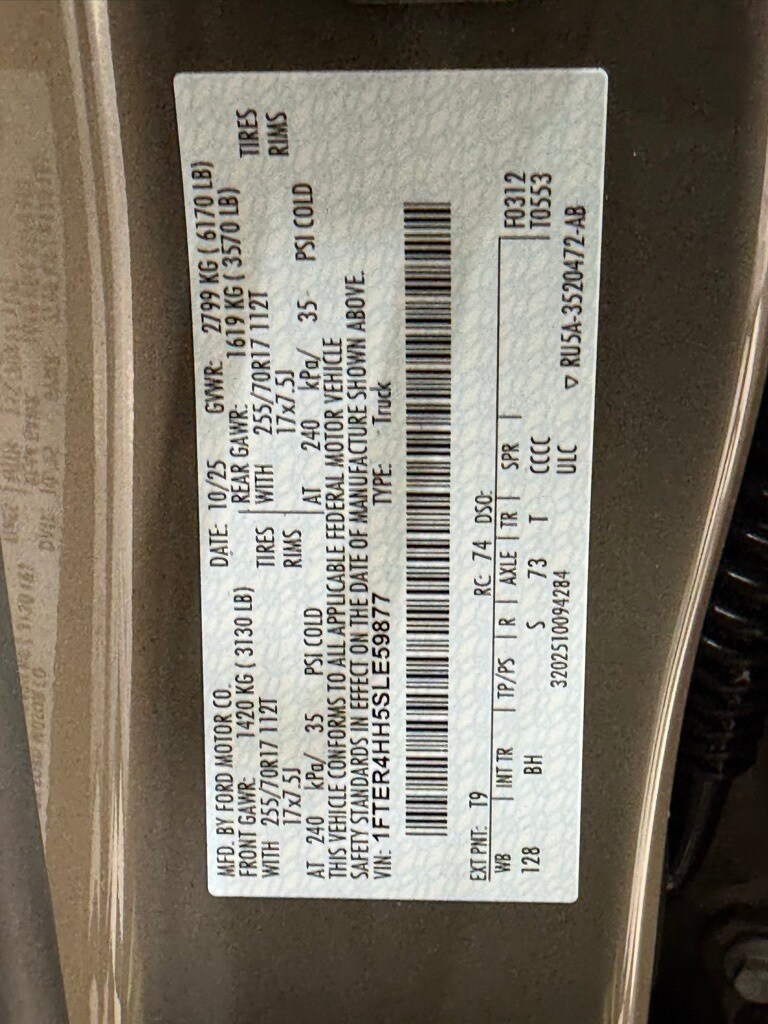 MFD. BY FORD MOTOR CO.
DATE: 10/25 GVWR: 2799 KG ( 6170 LB)
FRONT GAWR: 1420 KG ( 3130 LB)
REAR GAWR: 1619 KG ( 3570 LB)
WITH 255/70R17 112T TIRES
WITH 255/70R17 112T TIRES
17x7.5J RIMS
17x7.5J RIMS
AT 240 kPa/ 35 PSI COLD
AT 240 kPa/ 35 PSI COLD
THIS VEHICLE CONFORMS TO ALL APPLICABLE FEDERAL MOTOR VEHICLE
SAFETY STANDARDS IN EFFECT ON THE DATE OF MANUFACTURE SHOWN ABOVE.
VIN: 1FTER4HH5SLE59877 TYPE: Truck
EXT PNT: T9 RC: 74 DSO:
WB INT TR TP/PS R AXLE TR SPR F0312
128 BH S 73 T CCCC T0553
3202510094284 ULC ▽ RU5A-3520472-AB